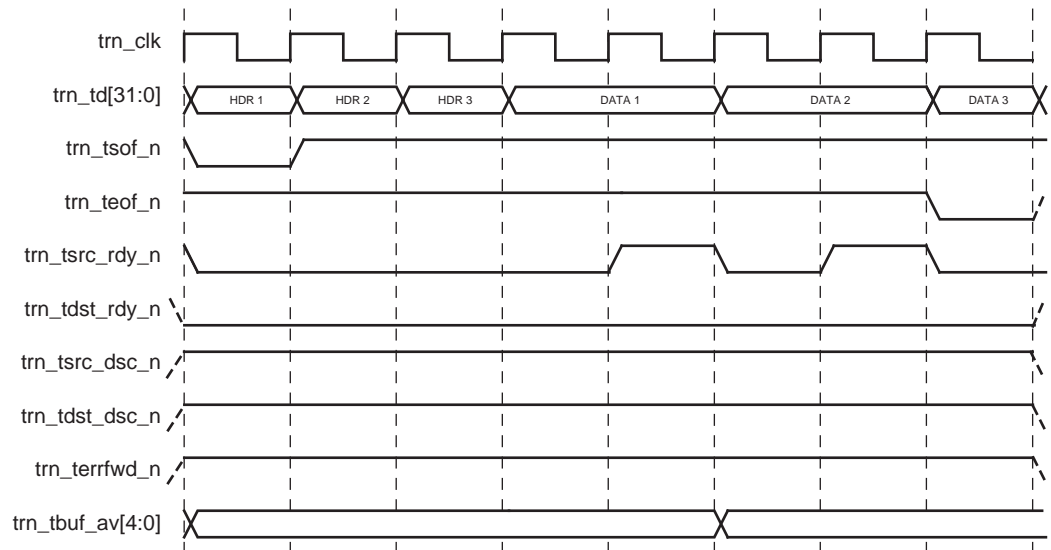 trn_clk
trn_td[31:0]
HDR 1 HDR 2 HDR 3 DATA 1 DATA 2 DATA 3
trn_tsof_n
trn_teof_n
trn_tsrc_rdy_n
trn_tdst_rdy_n
trn_tsrc_dsc_n
trn_tdst_dsc_n
trn_terrfwd_n
trn_tbuf_av[4:0]